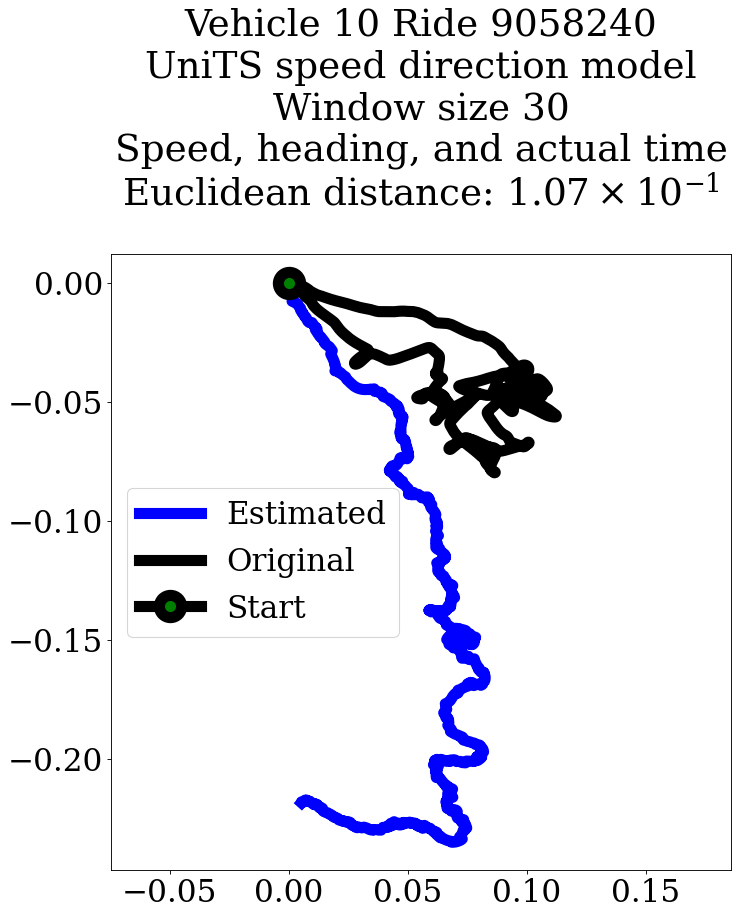 Vehicle 10 Ride 9058240
UniTS speed direction model
Window size 30
Speed, heading, and actual time
Euclidean distance: 1.07 × 10⁻¹
0.00
−0.05
−0.10
−0.15
−0.20
Estimated
Original
Start
−0.05 0.00 0.05 0.10 0.15